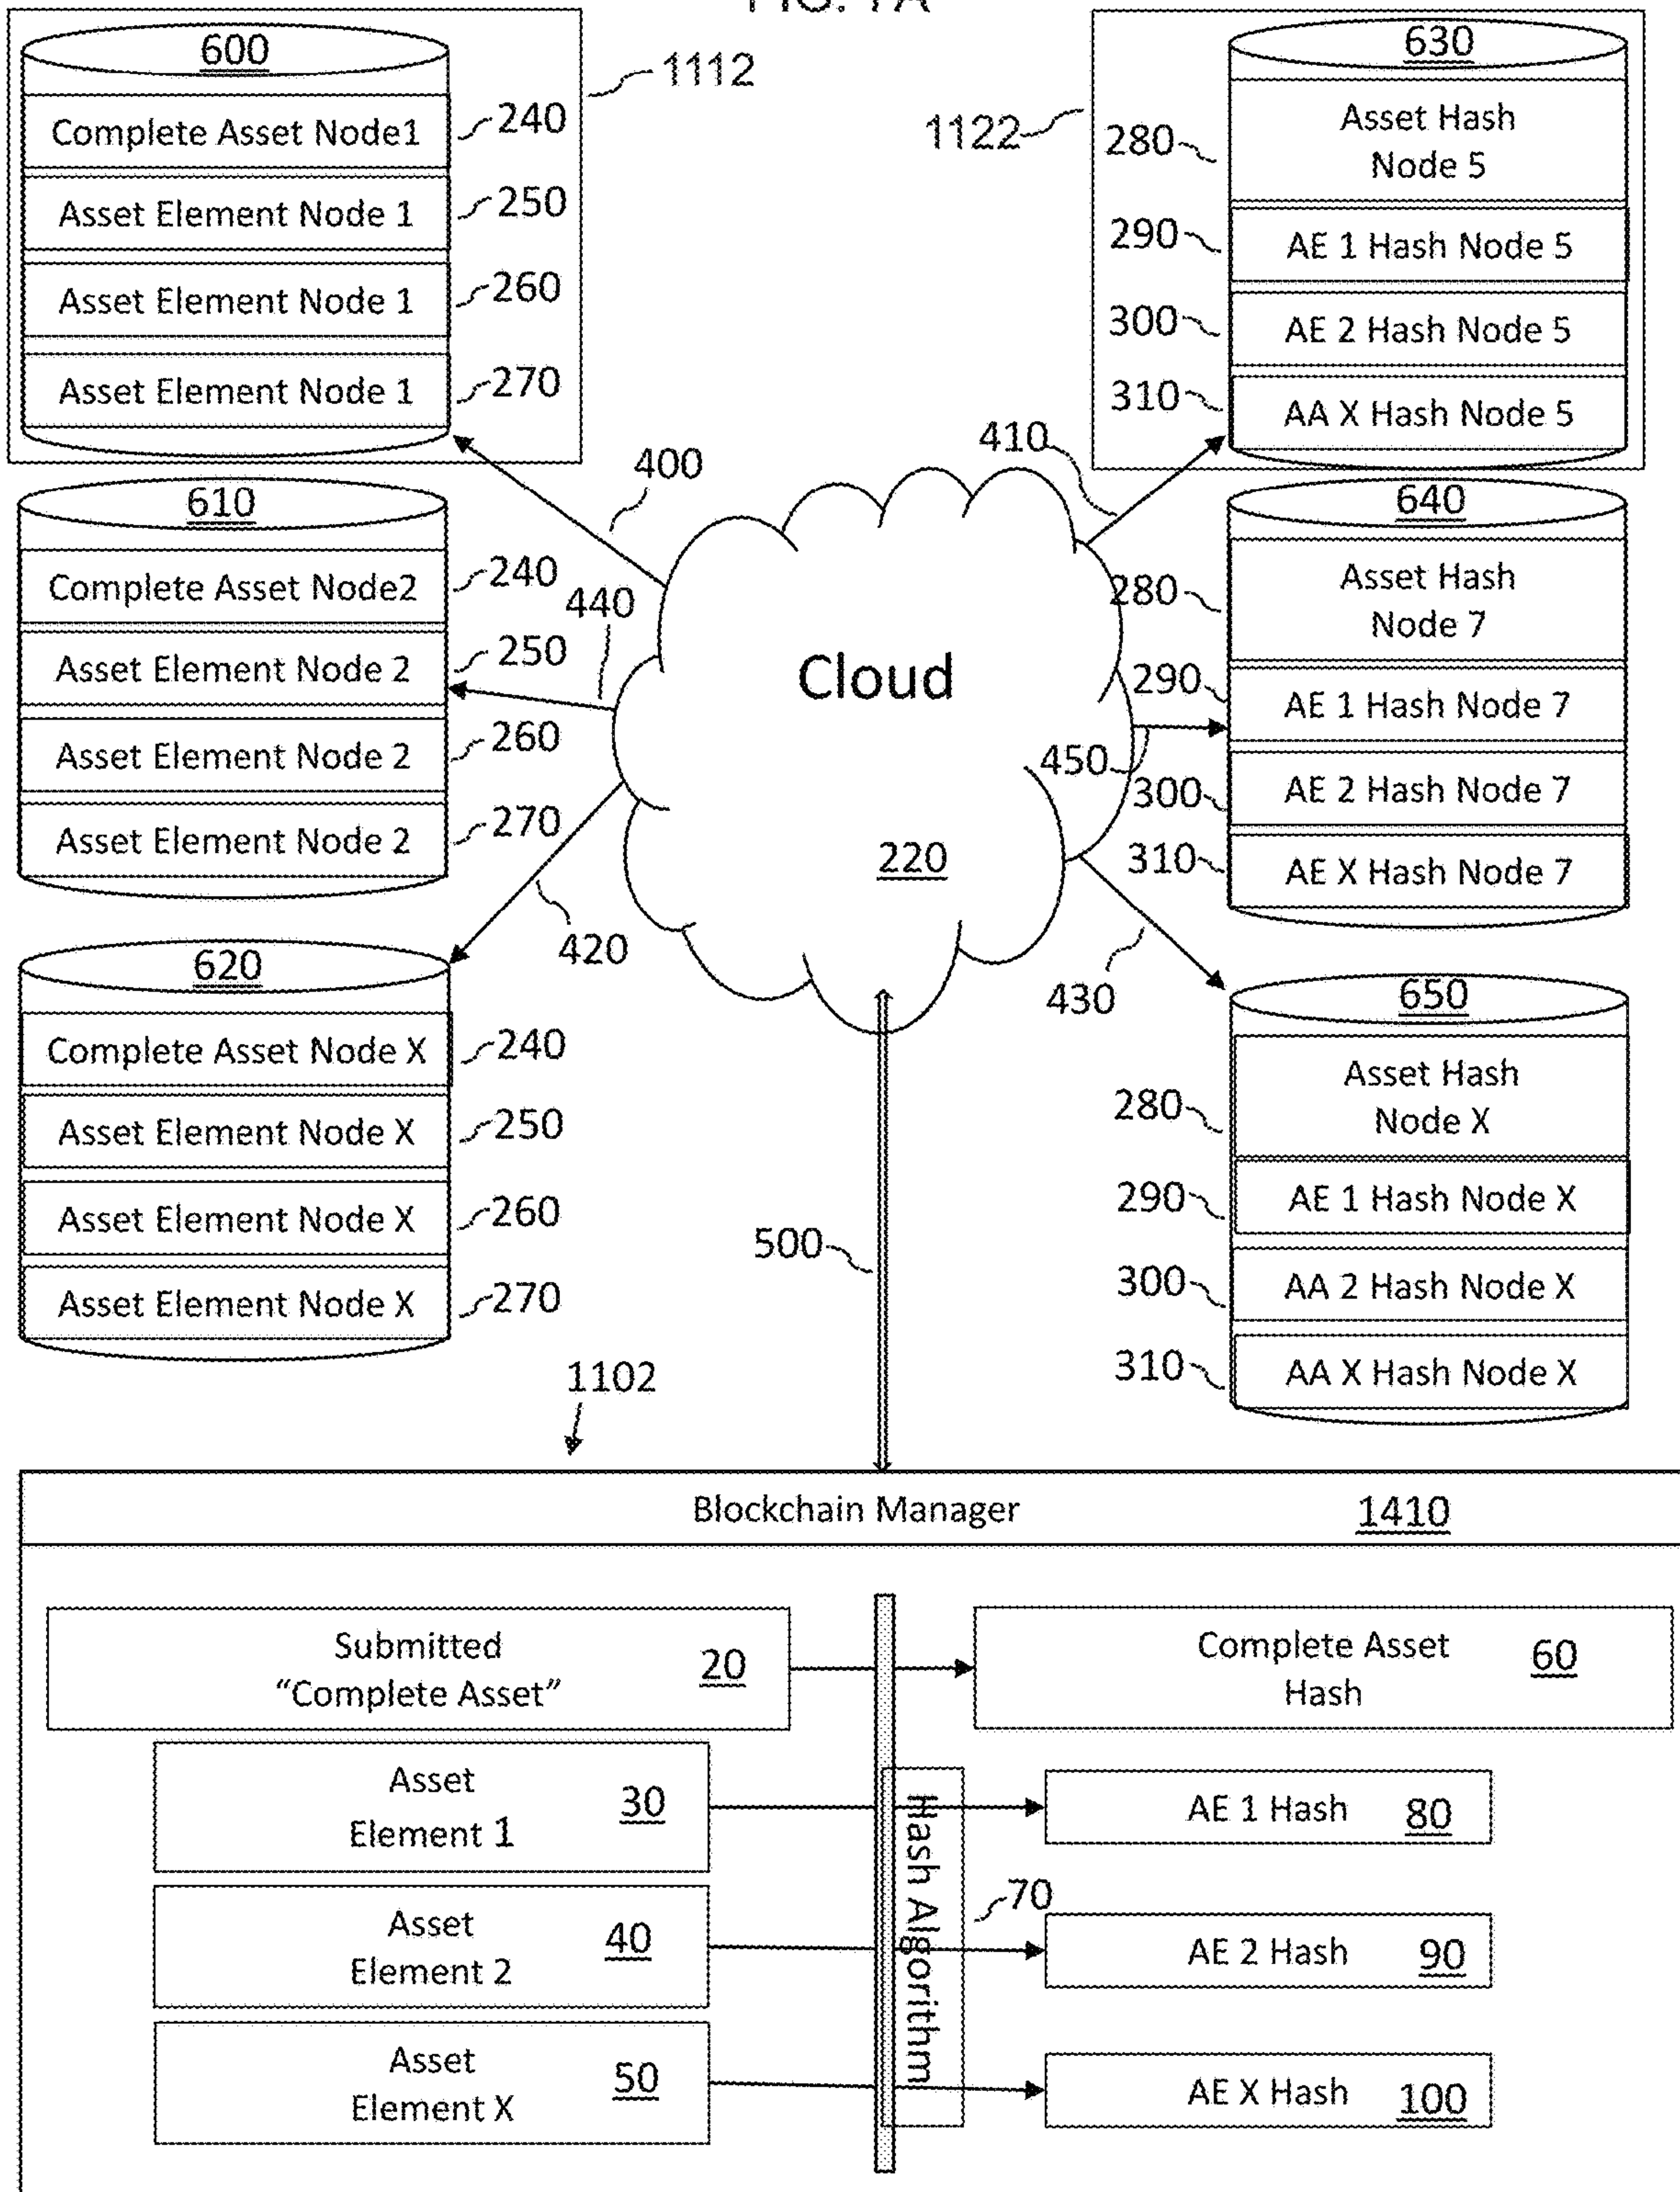 FIG. 7A
600
1112
Complete Asset Node1
240
Asset Element Node 1
250
Asset Element Node 1
260
Asset Element Node 1
270
630
1122
280
Asset Hash
Node 5
290
AE 1 Hash Node 5
300
AE 2 Hash Node 5
310
AA X Hash Node 5
400
410
610
Complete Asset Node2
240
440
Asset Element Node 2
250
Asset Element Node 2
260
Asset Element Node 2
270
420
Cloud
220
640
280
Asset Hash
Node 7
290
AE 1 Hash Node 7
450
300
AE 2 Hash Node 7
310
AE X Hash Node 7
430
620
Complete Asset Node X
240
Asset Element Node X
250
Asset Element Node X
260
Asset Element Node X
270
650
280
Asset Hash
Node X
290
AE 1 Hash Node X
300
AA 2 Hash Node X
310
AA X Hash Node X
500
1102
Blockchain Manager
1410
Submitted
“Complete Asset”
20
Complete Asset
Hash
60
Asset
Element 1
30
AE 1 Hash
80
Hash Algorithm
70
Asset
Element 2
40
AE 2 Hash
90
Asset
Element X
50
AE X Hash
100